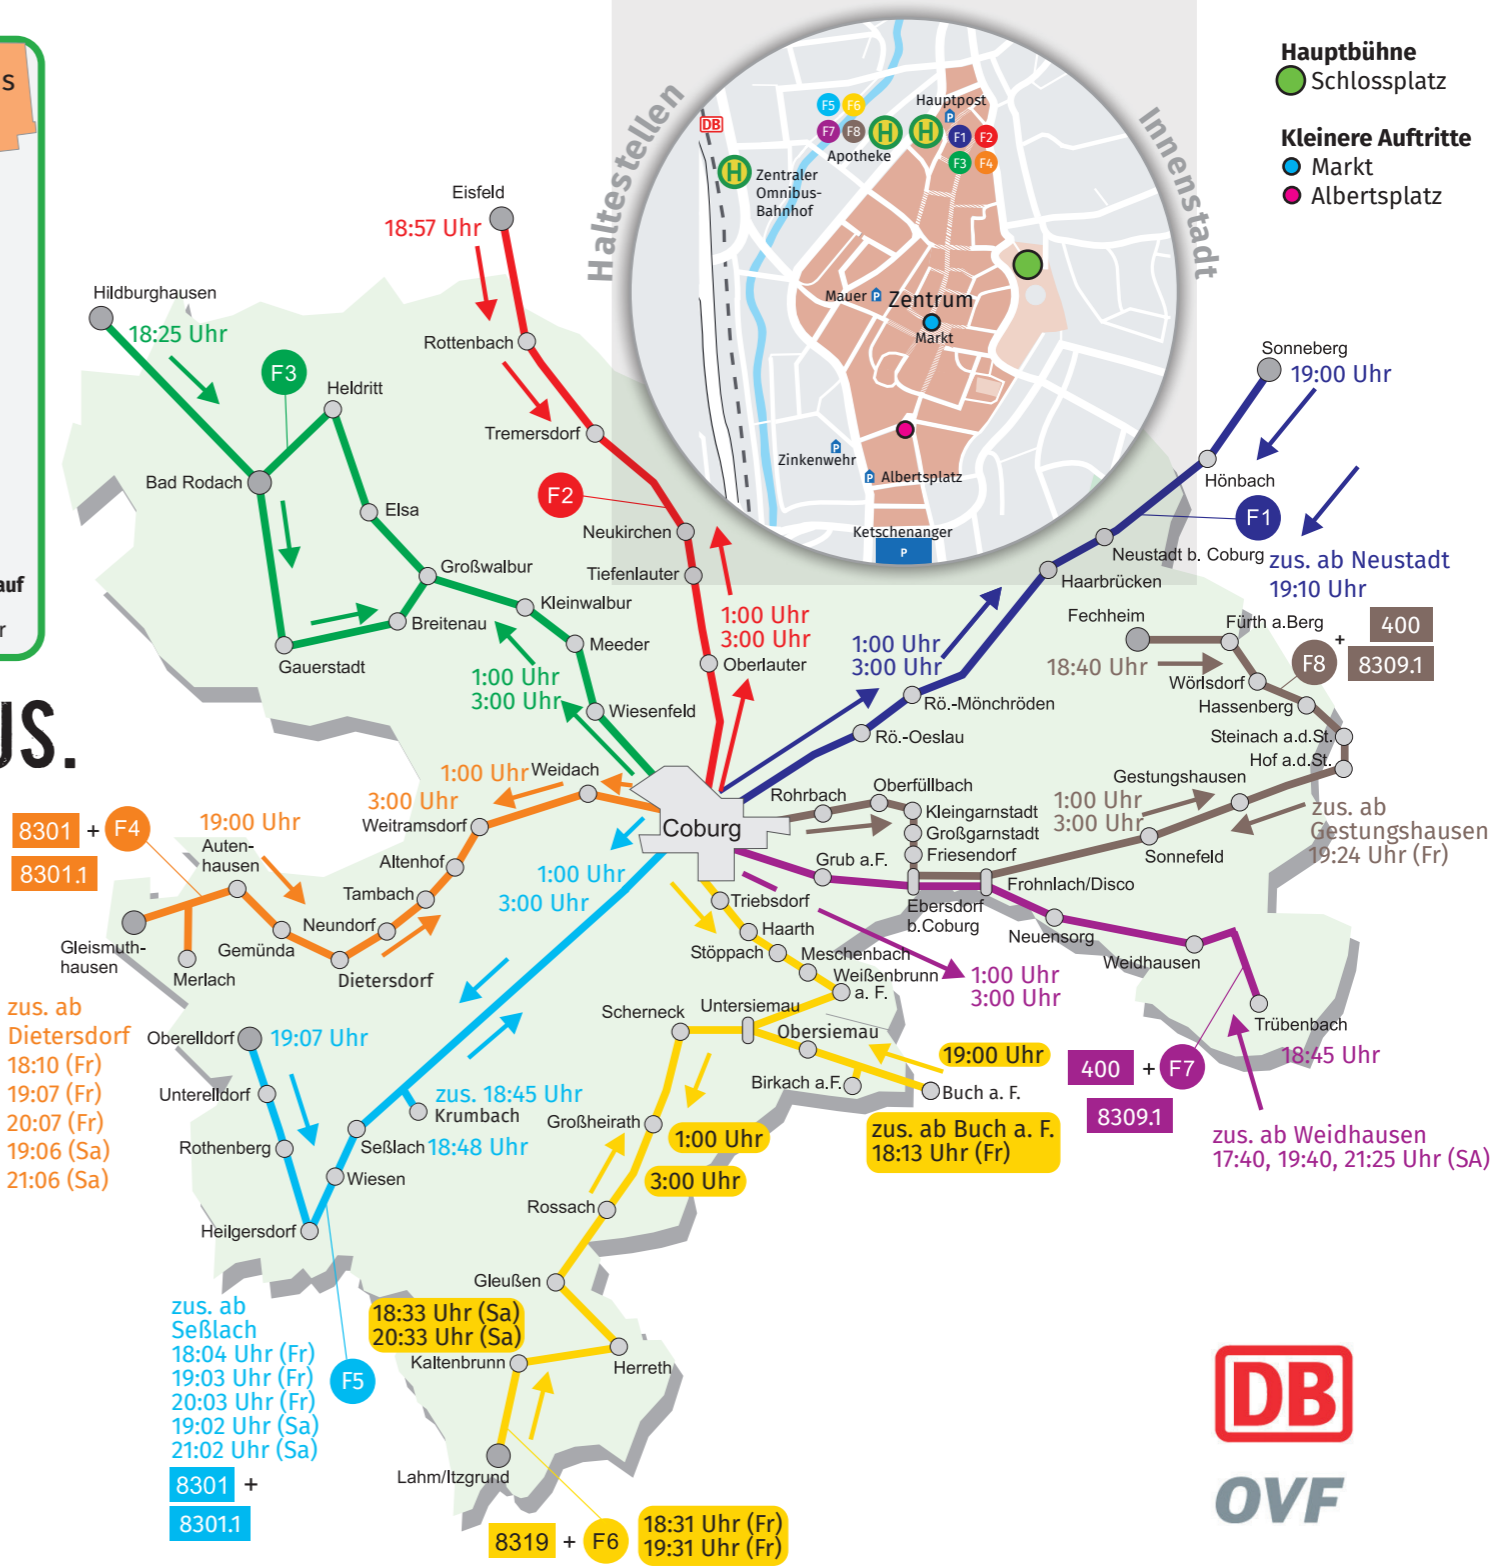 s
auf
r
US.
Haltestellen
Innenstadt
DB
H
Zentraler
Omnibus-
Bahnhof
F5 F6
F7 F8
H
Apotheke
H
Hauptpost
P
F1 F2
F3 F4
Mauer P
Zentrum
Markt
P
Zinkenwehr
P Albertsplatz
Ketschenanger
P
Hauptbühne
Schlossplatz
Kleinere Auftritte
Markt
Albertsplatz
Eisfeld
18:57 Uhr
Rottenbach
Tremersdorf
F2
Neukirchen
Tiefenlauter
1:00 Uhr
3:00 Uhr
Oberlauter
Hildburghausen
18:25 Uhr
F3
Heldritt
Bad Rodach
Elsa
Großwalbur
Kleinwalbur
Breitenau
Meeder
Gauerstadt
1:00 Uhr
3:00 Uhr
Wiesenfeld
Sonneberg
19:00 Uhr
Hönbach
F1
Neustadt b. Coburg
zus. ab Neustadt
19:10 Uhr
Haarbrücken
1:00 Uhr
3:00 Uhr
Rö.-Mönchröden
Rö.-Oeslau
Fechheim
Fürth a.Berg
+
400
8309.1
F8
18:40 Uhr
Wörlsdorf
Hassenberg
Steinach a.d.St.
Hof a.d.St.
Gestungshausen
1:00 Uhr
3:00 Uhr
zus. ab
Gestungshausen
19:24 Uhr (Fr)
Sonnefeld
Rohrbach
Oberfüllbach
Kleingarnstadt
Großgarnstadt
Friesendorf
Coburg
Grub a.F.
Frohnlach/Disco
Ebersdorf
b.Coburg
Neuensorg
Weidhausen
Trübenbach
18:45 Uhr
1:00 Uhr
3:00 Uhr
400 + F7
8309.1
zus. ab Weidhausen
17:40, 19:40, 21:25 Uhr (SA)
1:00 Uhr
Weidach
3:00 Uhr
Weitramsdorf
8301 + F4
8301.1
19:00 Uhr
Auten-
hausen
Altenhof
Tambach
Neundorf
Gemünda
Gleismuth-
hausen
Merlach
Dietersdorf
zus. ab
Dietersdorf
18:10 (Fr)
19:07 (Fr)
20:07 (Fr)
19:06 (Sa)
21:06 (Sa)
1:00 Uhr
3:00 Uhr
Oberelldorf
19:07 Uhr
Unterelldorf
zus. 18:45 Uhr
Krumbach
Rothenberg
Seßlach
18:48 Uhr
Wiesen
Heilgersdorf
zus. ab
Seßlach
18:04 Uhr (Fr)
19:03 Uhr (Fr)
20:03 Uhr (Fr)
19:02 Uhr (Sa)
21:02 Uhr (Sa)
F5
8301 +
8301.1
Triebsdorf
Haarth
Stöppach
Meschenbach
Weißenbrunn
a. F.
Scherneck
Untersiemau
Obersiemau
19:00 Uhr
Birkach a.F.
Buch a. F.
zus. ab Buch a. F.
18:13 Uhr (Fr)
Großheirath
1:00 Uhr
3:00 Uhr
Rossach
Gleußen
18:33 Uhr (Sa)
20:33 Uhr (Sa)
Kaltenbrunn
Herreth
Lahm/Itzgrund
8319 + F6
18:31 Uhr (Fr)
19:31 Uhr (Fr)
DB
OVF